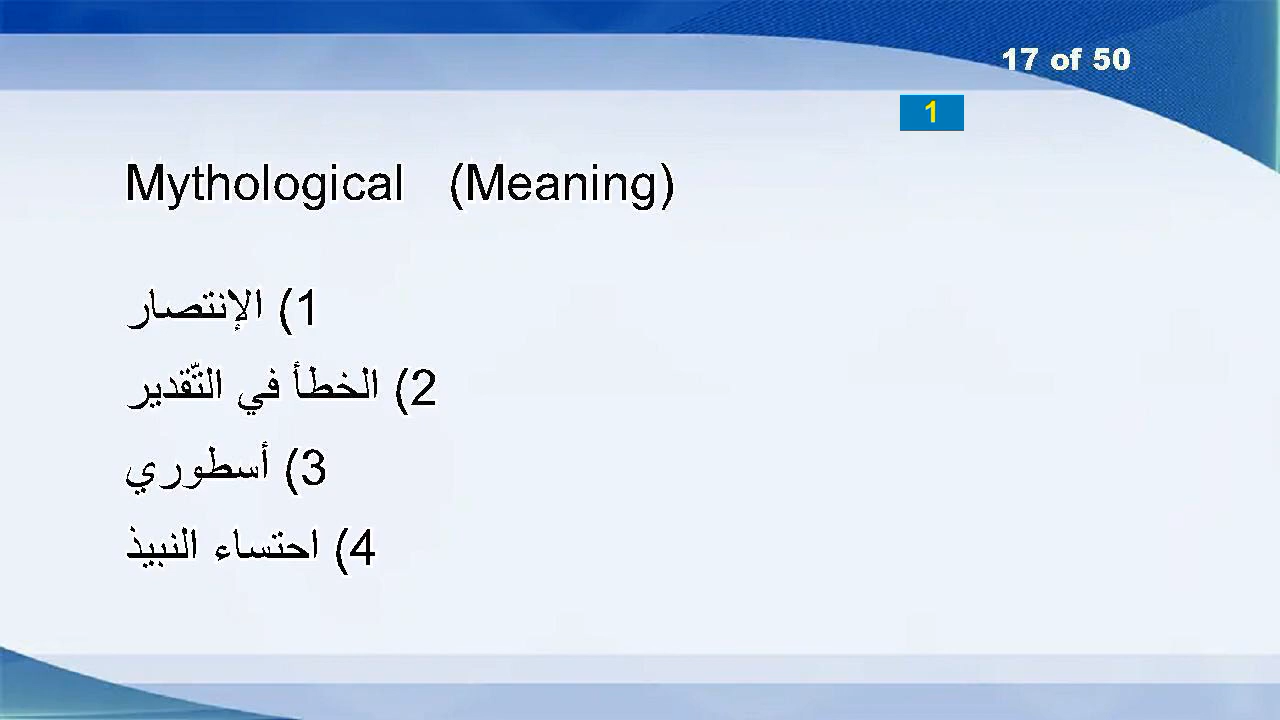 17 of 50
1
Mythological (Meaning)
1) الإنتصار
2) الخطأ في التّقدير
3) أسطوري
4) احتساء النبيذ